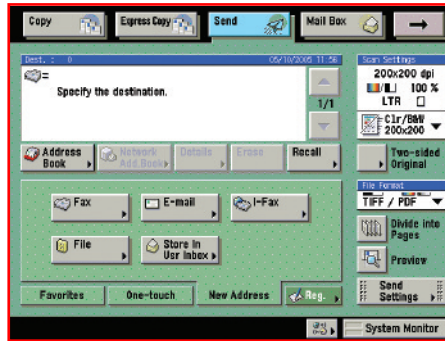 Copy
Express Copy
Send
Mail Box
Dest. : 0
05/10/2005 11:56
Specify the destination.
1/1
Address Book
Network Add.Book
Details
Erase
Recall
Fax
E-mail
I-Fax
File
Store In Usr Inbox
Favorites
One-touch
New Address
Reg.
Scan Settings
200x200 dpi
100 %
LTR
Clr/B&W
200x200
Two-sided
Original
File Format
TIFF / PDF
Divide into
Pages
Preview
Send
Settings
System Monitor